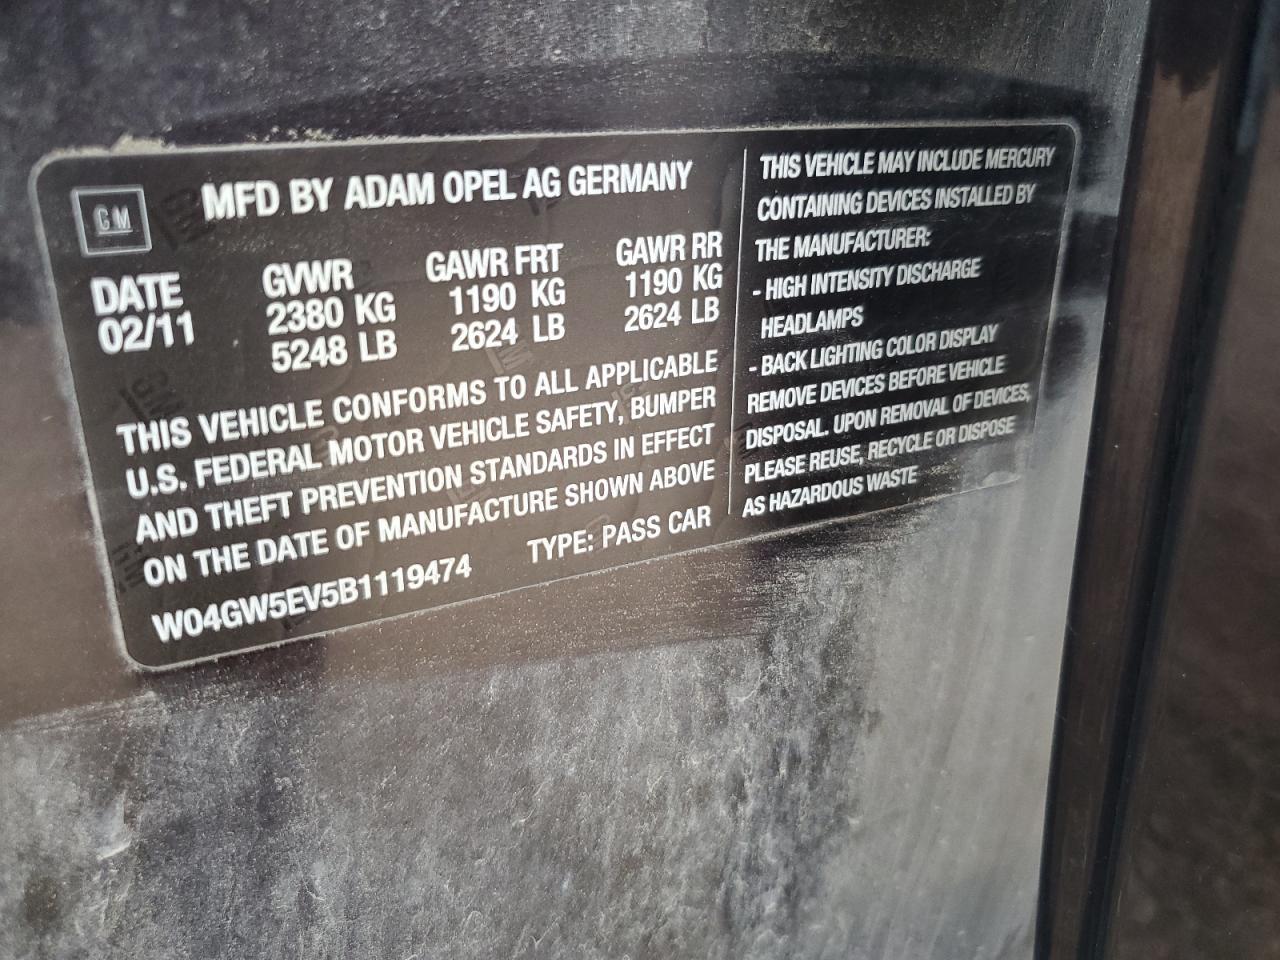 GM
MFD BY ADAM OPEL AG GERMANY
DATE GVWR GAWR FRT GAWR RR
02/11 2380 KG 1190 KG 1190 KG
5248 LB 2624 LB 2624 LB
THIS VEHICLE CONFORMS TO ALL APPLICABLE
U.S. FEDERAL MOTOR VEHICLE SAFETY, BUMPER
AND THEFT PREVENTION STANDARDS IN EFFECT
ON THE DATE OF MANUFACTURE SHOWN ABOVE
W04GW5EV5B1119474 TYPE: PASS CAR
THIS VEHICLE MAY INCLUDE MERCURY
CONTAINING DEVICES INSTALLED BY
THE MANUFACTURER:
- HIGH INTENSITY DISCHARGE
HEADLAMPS
- BACK LIGHTING COLOR DISPLAY
REMOVE DEVICES BEFORE VEHICLE
DISPOSAL. UPON REMOVAL OF DEVICES,
PLEASE REUSE, RECYCLE OR DISPOSE
AS HAZARDOUS WASTE